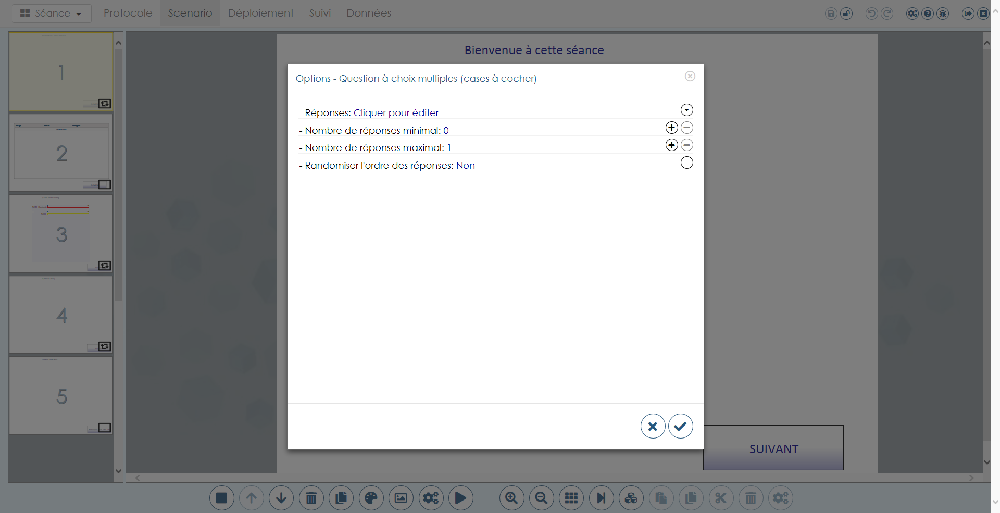 Séance
Protocole
Scenario
Déploiement
Suivi
Données
1
2
3
4
5
Bienvenue à cette séance
Options - Question à choix multiples (cases à cocher)
- Réponses: Cliquer pour éditer
- Nombre de réponses minimal: 0
- Nombre de réponses maximal: 1
- Randomiser l'ordre des réponses: Non
SUIVANT